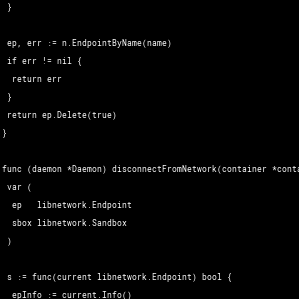 }
ep, err := n.EndpointByName(name)
if err != nil {
return err
}
return ep.Delete(true)
}
func (daemon *Daemon) disconnectFromNetwork(container *conta
var (
ep   libnetwork.Endpoint
sbox libnetwork.Sandbox
)
s := func(current libnetwork.Endpoint) bool {
epInfo := current.Info()